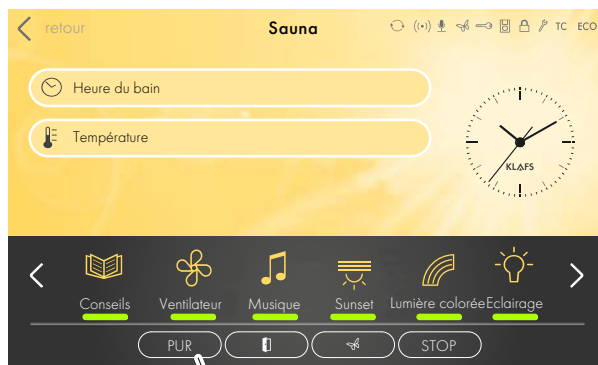 retour Sauna TC ECO
Heure du bain
Température
KLAFS
Conseils Ventilateur Musique Sunset Lumière colorée Eclairage
PUR STOP